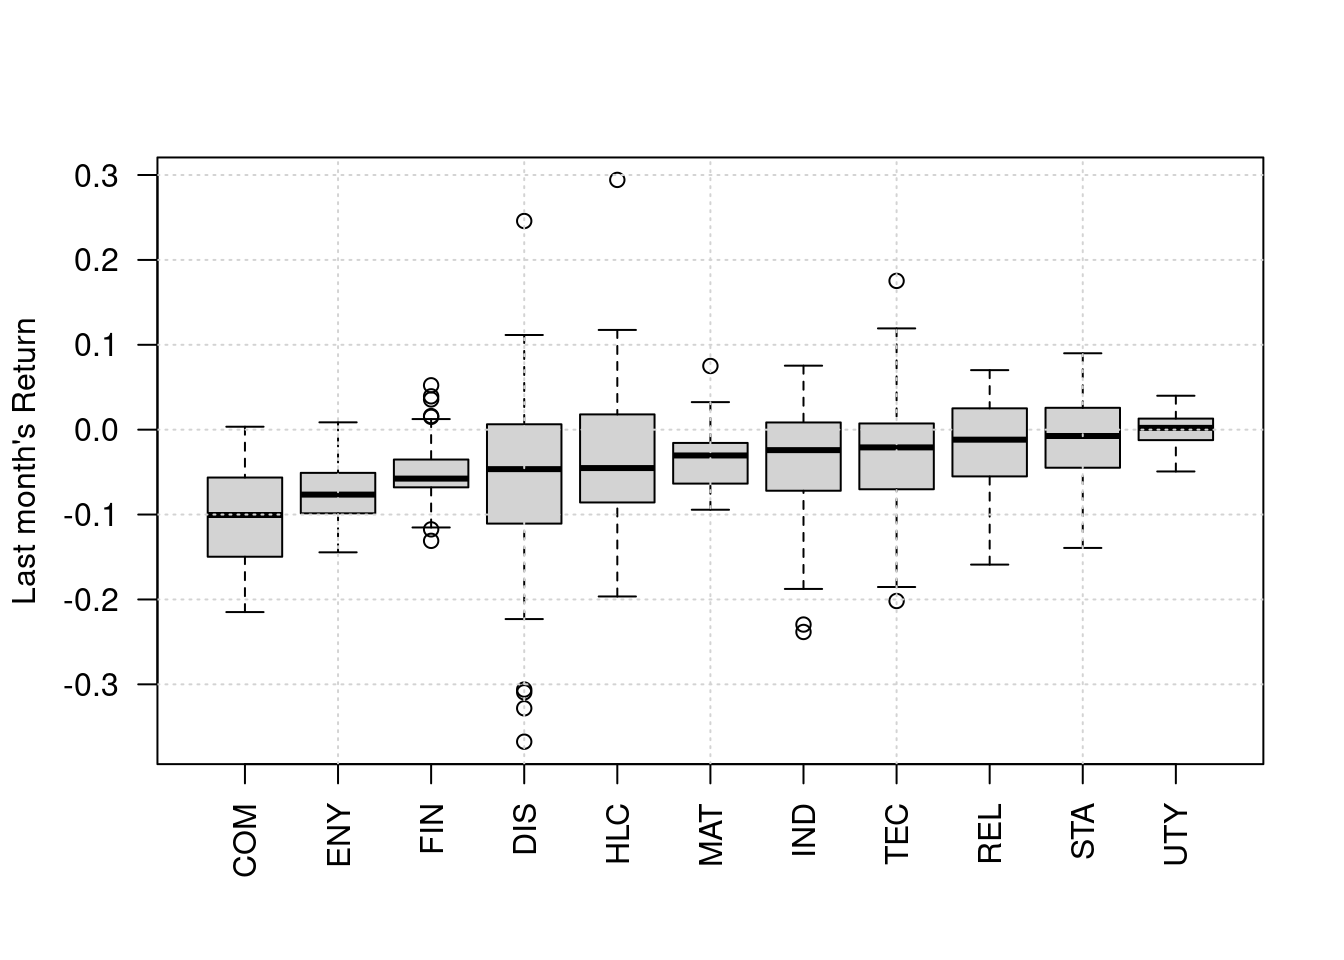 Last month's Return
0.3
0.2
0.1
0.0
-0.1
-0.2
-0.3
COM
ENY
FIN
DIS
HLC
MAT
IND
TEC
REL
STA
UTY